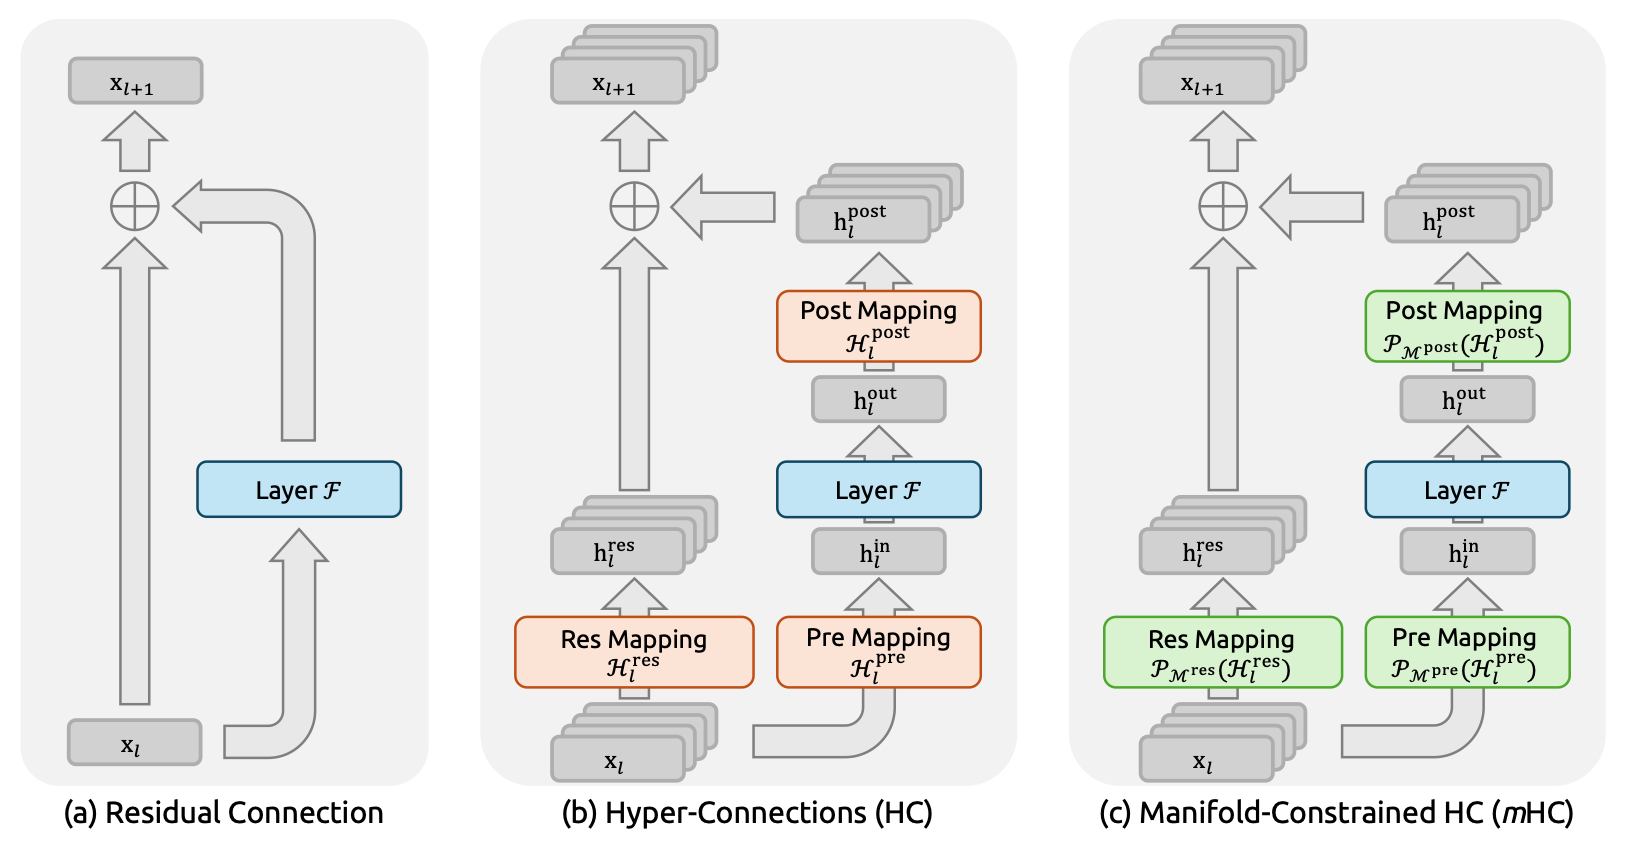 x_{l+1}
Layer ℱ
x_l
(a) Residual Connection
x_{l+1}
h_l^{post}
Post Mapping
ℋ_l^{post}
h_l^{out}
Layer ℱ
h_l^{res}
h_l^{in}
Res Mapping
ℋ_l^{res}
Pre Mapping
ℋ_l^{pre}
x_l
(b) Hyper-Connections (HC)
x_{l+1}
h_l^{post}
Post Mapping
𝒫_{ℳ^{post}}(ℋ_l^{post})
h_l^{out}
Layer ℱ
h_l^{res}
h_l^{in}
Res Mapping
𝒫_{ℳ^{res}}(ℋ_l^{res})
Pre Mapping
𝒫_{ℳ^{pre}}(ℋ_l^{pre})
x_l
(c) Manifold-Constrained HC (mHC)